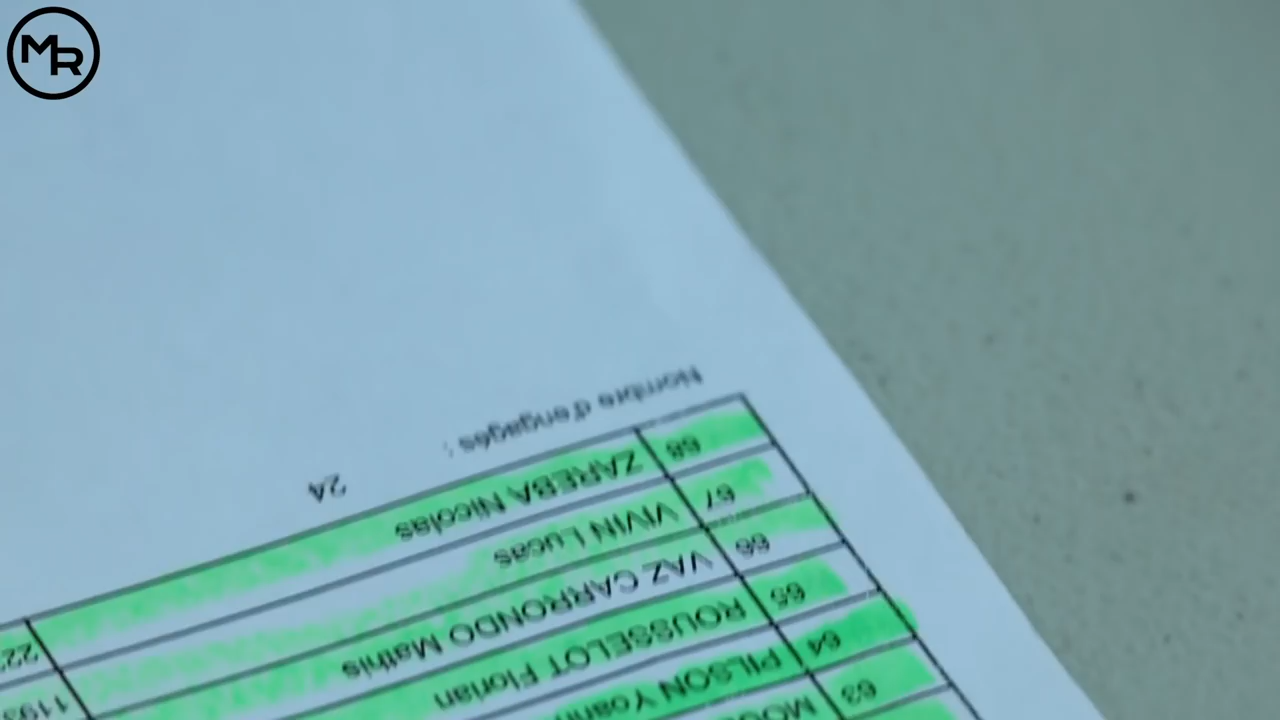 MR
63
64 PILSON Yoann
65 ROUSSELOT Florian
66 VAZ CARRONDO Mathis
67 VIVIN Lucas
68 ZAREBA Nicolas
Nombre d'engagés : 24